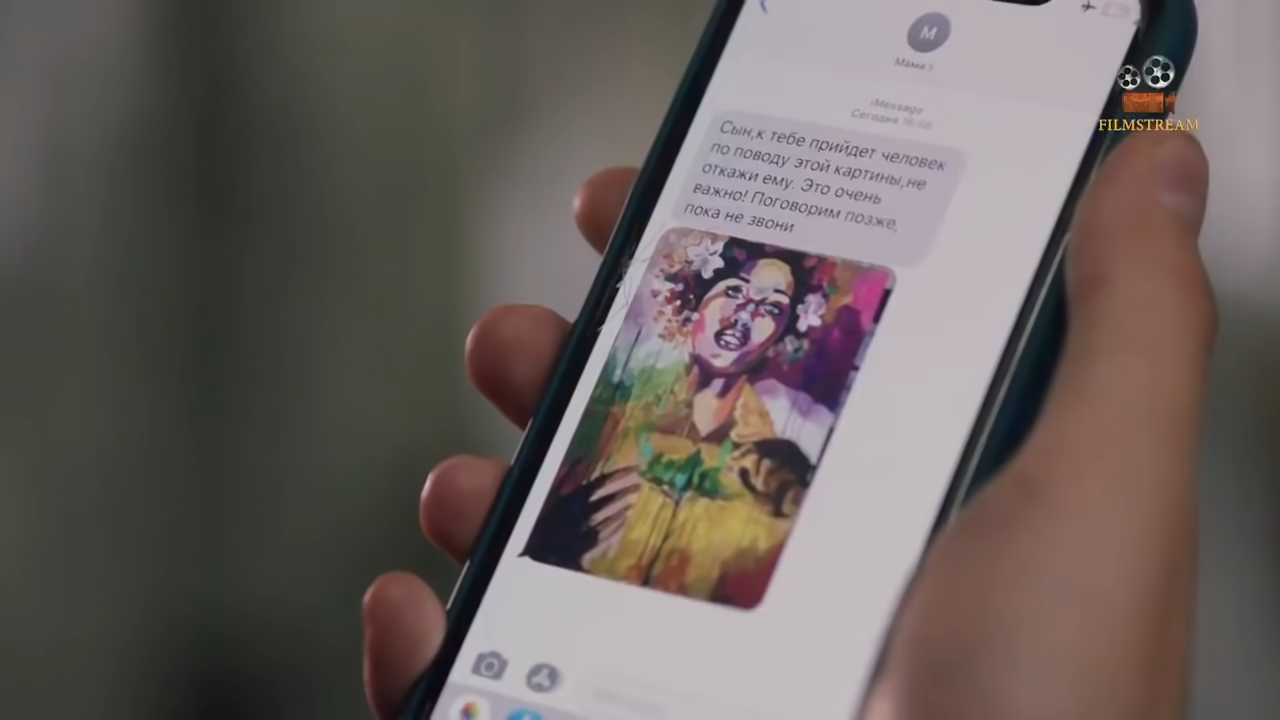 M
Мама
iMessage
Сегодня 16:56
FILMSTREAM
Сын,к тебе прийдет человек
по поводу этой картины,не
откажи ему. Это очень
важно! Поговорим позже,
пока не звони